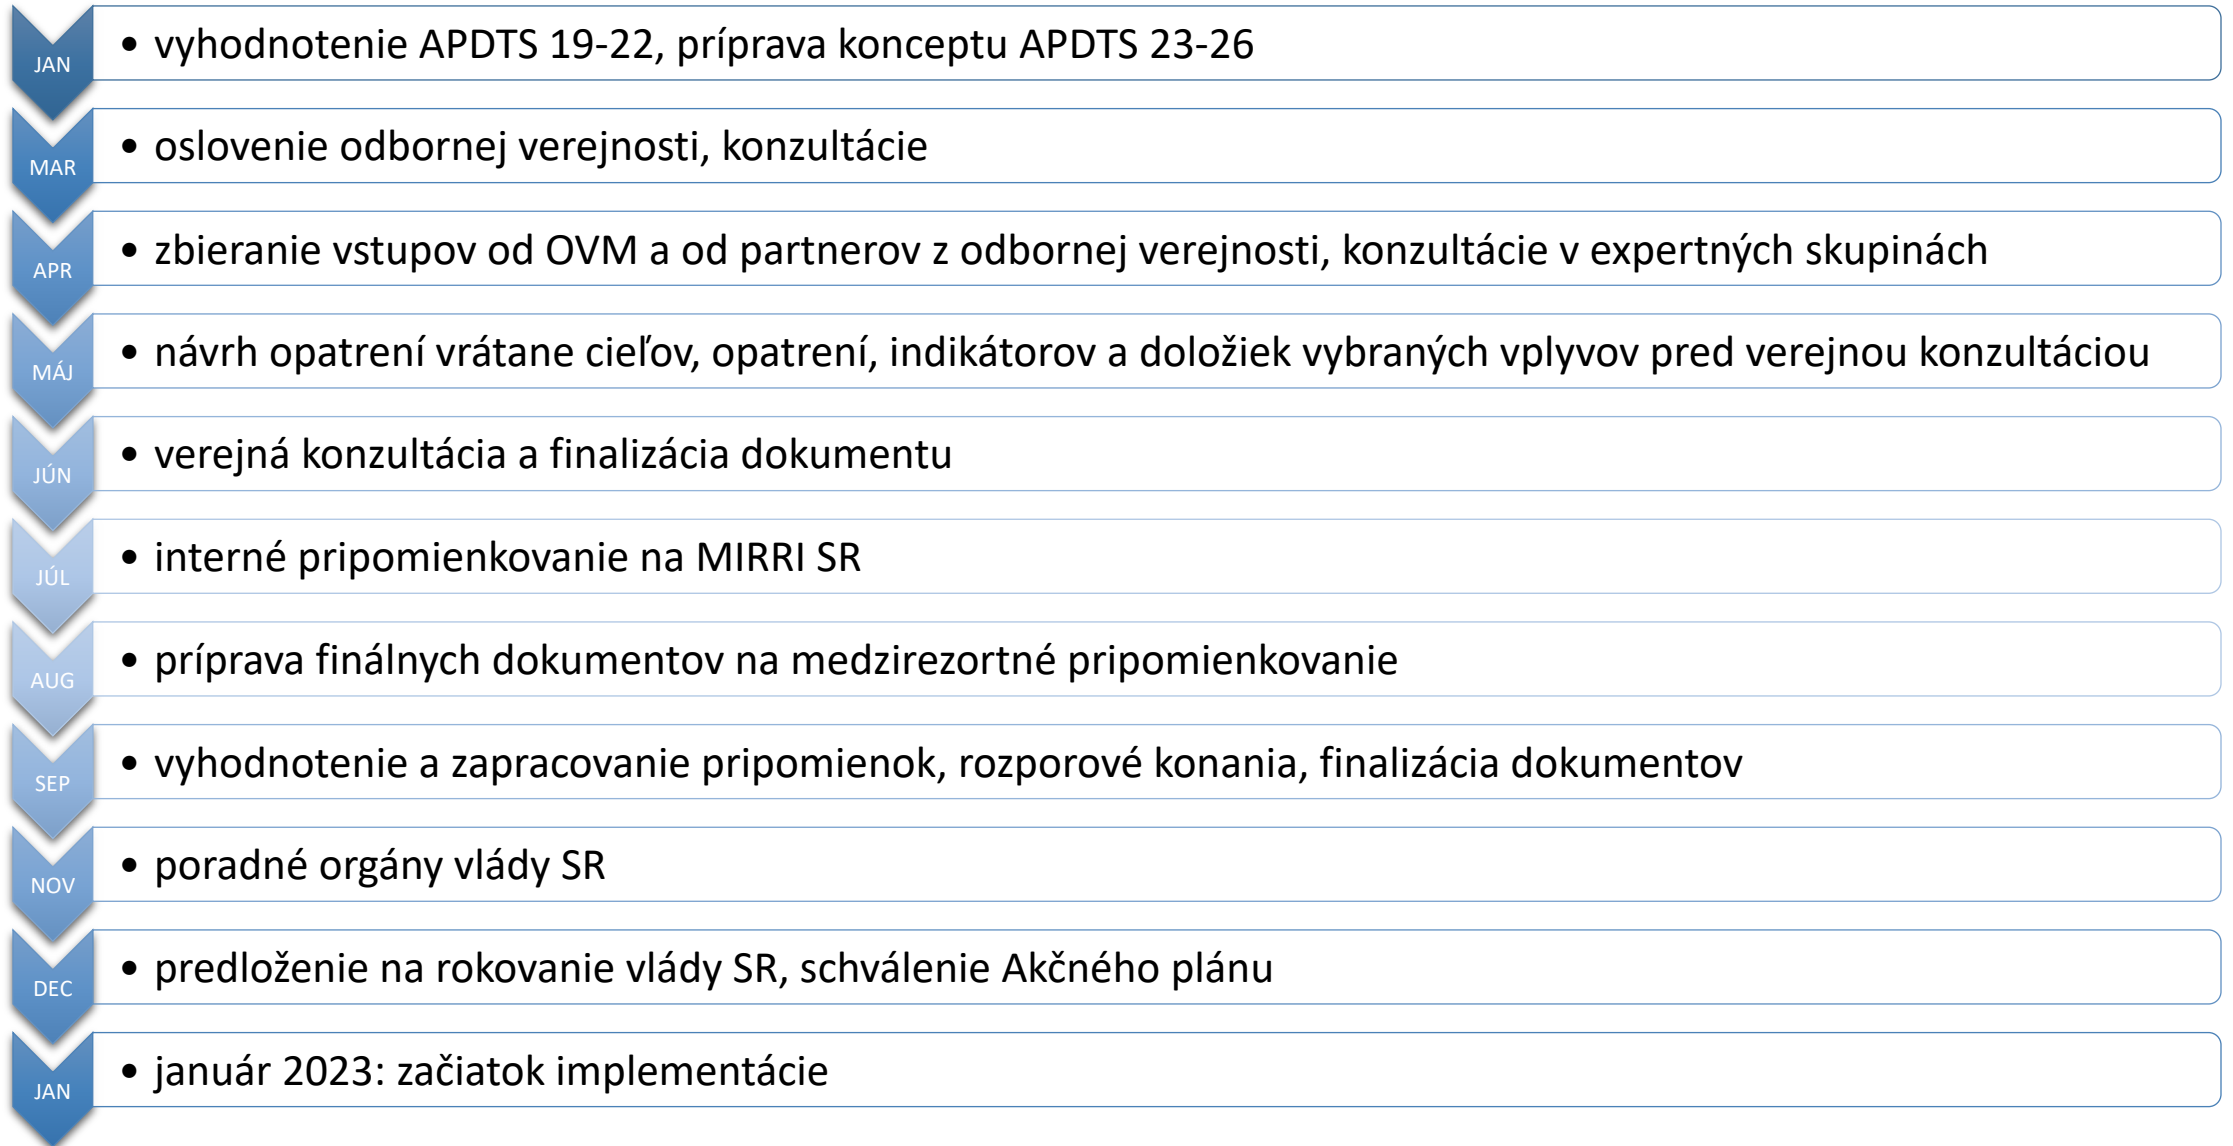 JAN
• vyhodnotenie APDTS 19-22, príprava konceptu APDTS 23-26
MAR
• oslovenie odbornej verejnosti, konzultácie
APR
• zbieranie vstupov od OVM a od partnerov z odbornej verejnosti, konzultácie v expertných skupinách
MÁJ
• návrh opatrení vrátane cieľov, opatrení, indikátorov a doložiek vybraných vplyvov pred verejnou konzultáciou
JÚN
• verejná konzultácia a finalizácia dokumentu
JÚL
• interné pripomienkovanie na MIRRI SR
AUG
• príprava finálnych dokumentov na medzirezortné pripomienkovanie
SEP
• vyhodnotenie a zapracovanie pripomienok, rozporové konania, finalizácia dokumentov
NOV
• poradné orgány vlády SR
DEC
• predloženie na rokovanie vlády SR, schválenie Akčného plánu
JAN
• január 2023: začiatok implementácie